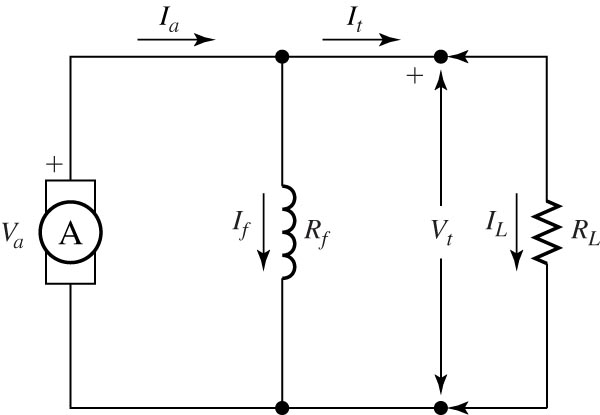 I_a
I_t
+
+
V_a
A
I_f
R_f
V_t
I_L
R_L